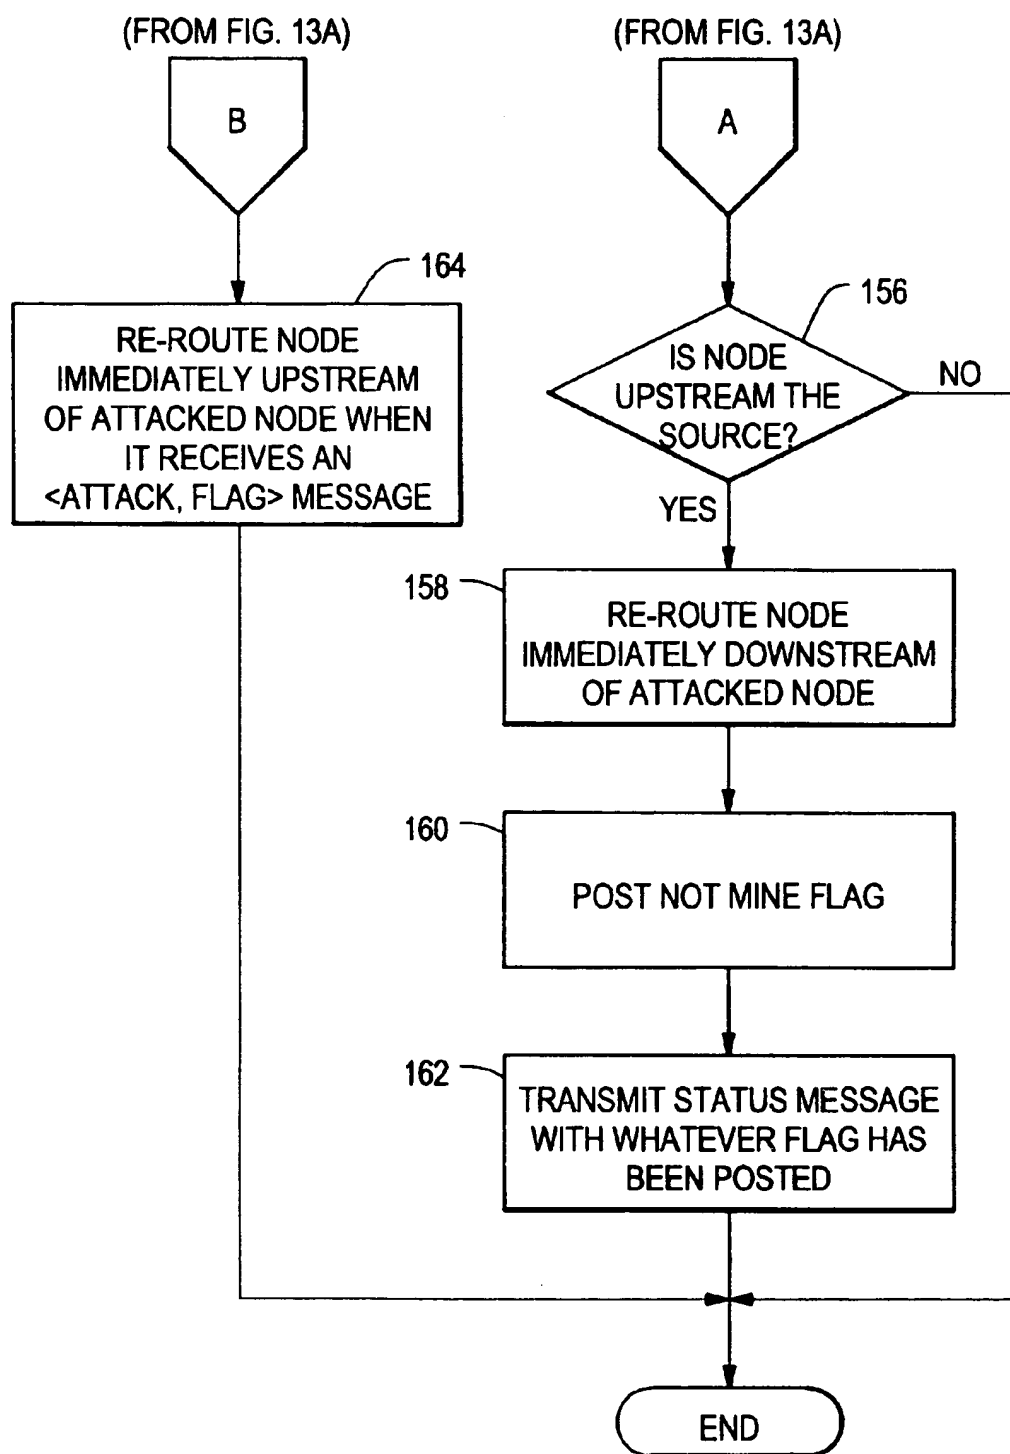 (FROM FIG. 13A)
B
164
RE-ROUTE NODE
IMMEDIATELY UPSTREAM
OF ATTACKED NODE WHEN
IT RECEIVES AN
<ATTACK, FLAG> MESSAGE
(FROM FIG. 13A)
A
156
IS NODE
UPSTREAM THE
SOURCE?
NO
YES
158
RE-ROUTE NODE
IMMEDIATELY DOWNSTREAM
OF ATTACKED NODE
160
POST NOT MINE FLAG
162
TRANSMIT STATUS MESSAGE
WITH WHATEVER FLAG HAS
BEEN POSTED
END